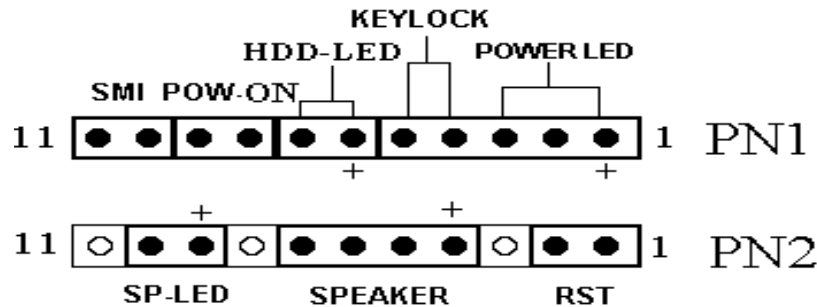 KEYLOCK
HDD-LED POWER LED
SMI POW-ON
11 1 PN1
+ +
+ +
11 1 PN2
SP-LED SPEAKER RST